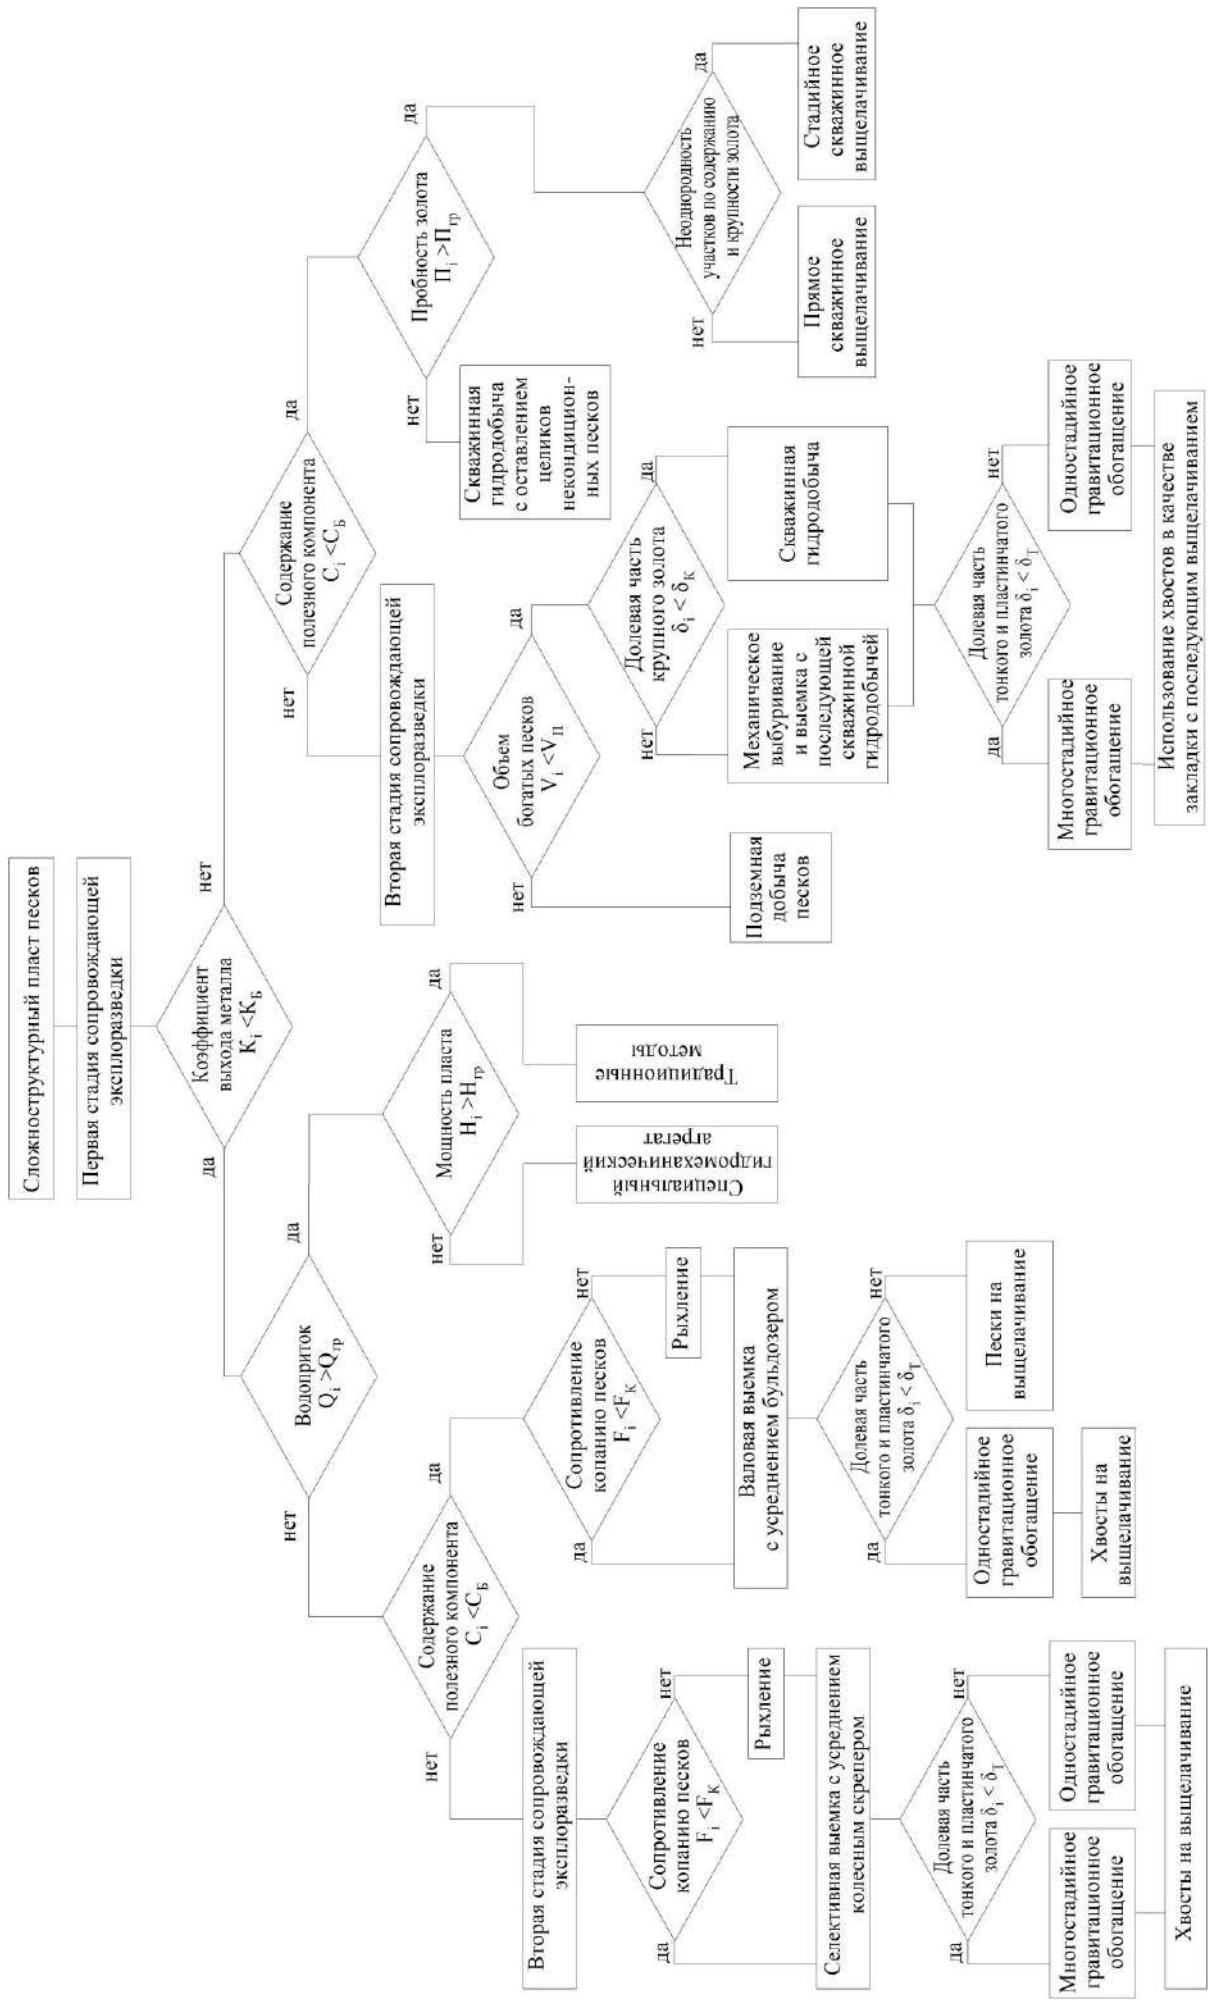 Сложноструктурный пласт песков
Первая стадия сопровождающей
эксплоразведки
Коэффициент
выхода металла
K_i <K_Б
да
нет
Водоприток
Q_i >Q_гр
нет
да
Содержание
полезного компонента
C_i <C_Б
нет
да
Содержание
полезного компонента
C_i <C_Б
нет
да
Мощность пласта
H_i >H_гр
нет
да
Вторая стадия сопровождающей
эксплоразведки
Пробность золота
П_i >П_гр
нет
да
Вторая стадия сопровождающей
эксплоразведки
Сопротивление
копанию песков
F_i <F_К
да
нет
Специальный
гидромеханический
агрегат
Традиционные
методы
Объем
богатых песков
V_i <V_П
нет
да
Скважинная
гидродобыча
с оставлением
целиков
некондицион-
ных песков
Сопротивление
копанию песков
F_i <F_К
да
нет
Рыхление
Долевая часть
крупного золота
δ_i < δ_К
нет
да
Неоднородность
участков по содержанию
и крупности золота
нет
да
Рыхление
Валовая выемка
с усреднением бульдозером
Подземная
добыча
песков
Механическое
выбуривание
и выемка с
последующей
скважинной
гидродобычей
Скважинная
гидродобыча
Прямое
скважинное
выщелачивание
Стадийное
скважинное
выщелачивание
Селективная выемка с усреднением
колесным скрепером
Долевая часть
тонкого и пластинчатого
золота δ_i < δ_Т
да
нет
Долевая часть
тонкого и пластинчатого
золота δ_i < δ_Т
да
нет
Долевая часть
тонкого и пластинчатого
золота δ_i < δ_Т
да
нет
Одностадийное
гравитационное
обогащение
Пески на
выщелачивание
Многостадийное
гравитационное
обогащение
Одностадийное
гравитационное
обогащение
Хвосты на
выщелачивание
Многостадийное
гравитационное
обогащение
Одностадийное
гравитационное
обогащение
Хвосты на выщелачивание
Использование хвостов в качестве
закладки с последующим выщелачиванием